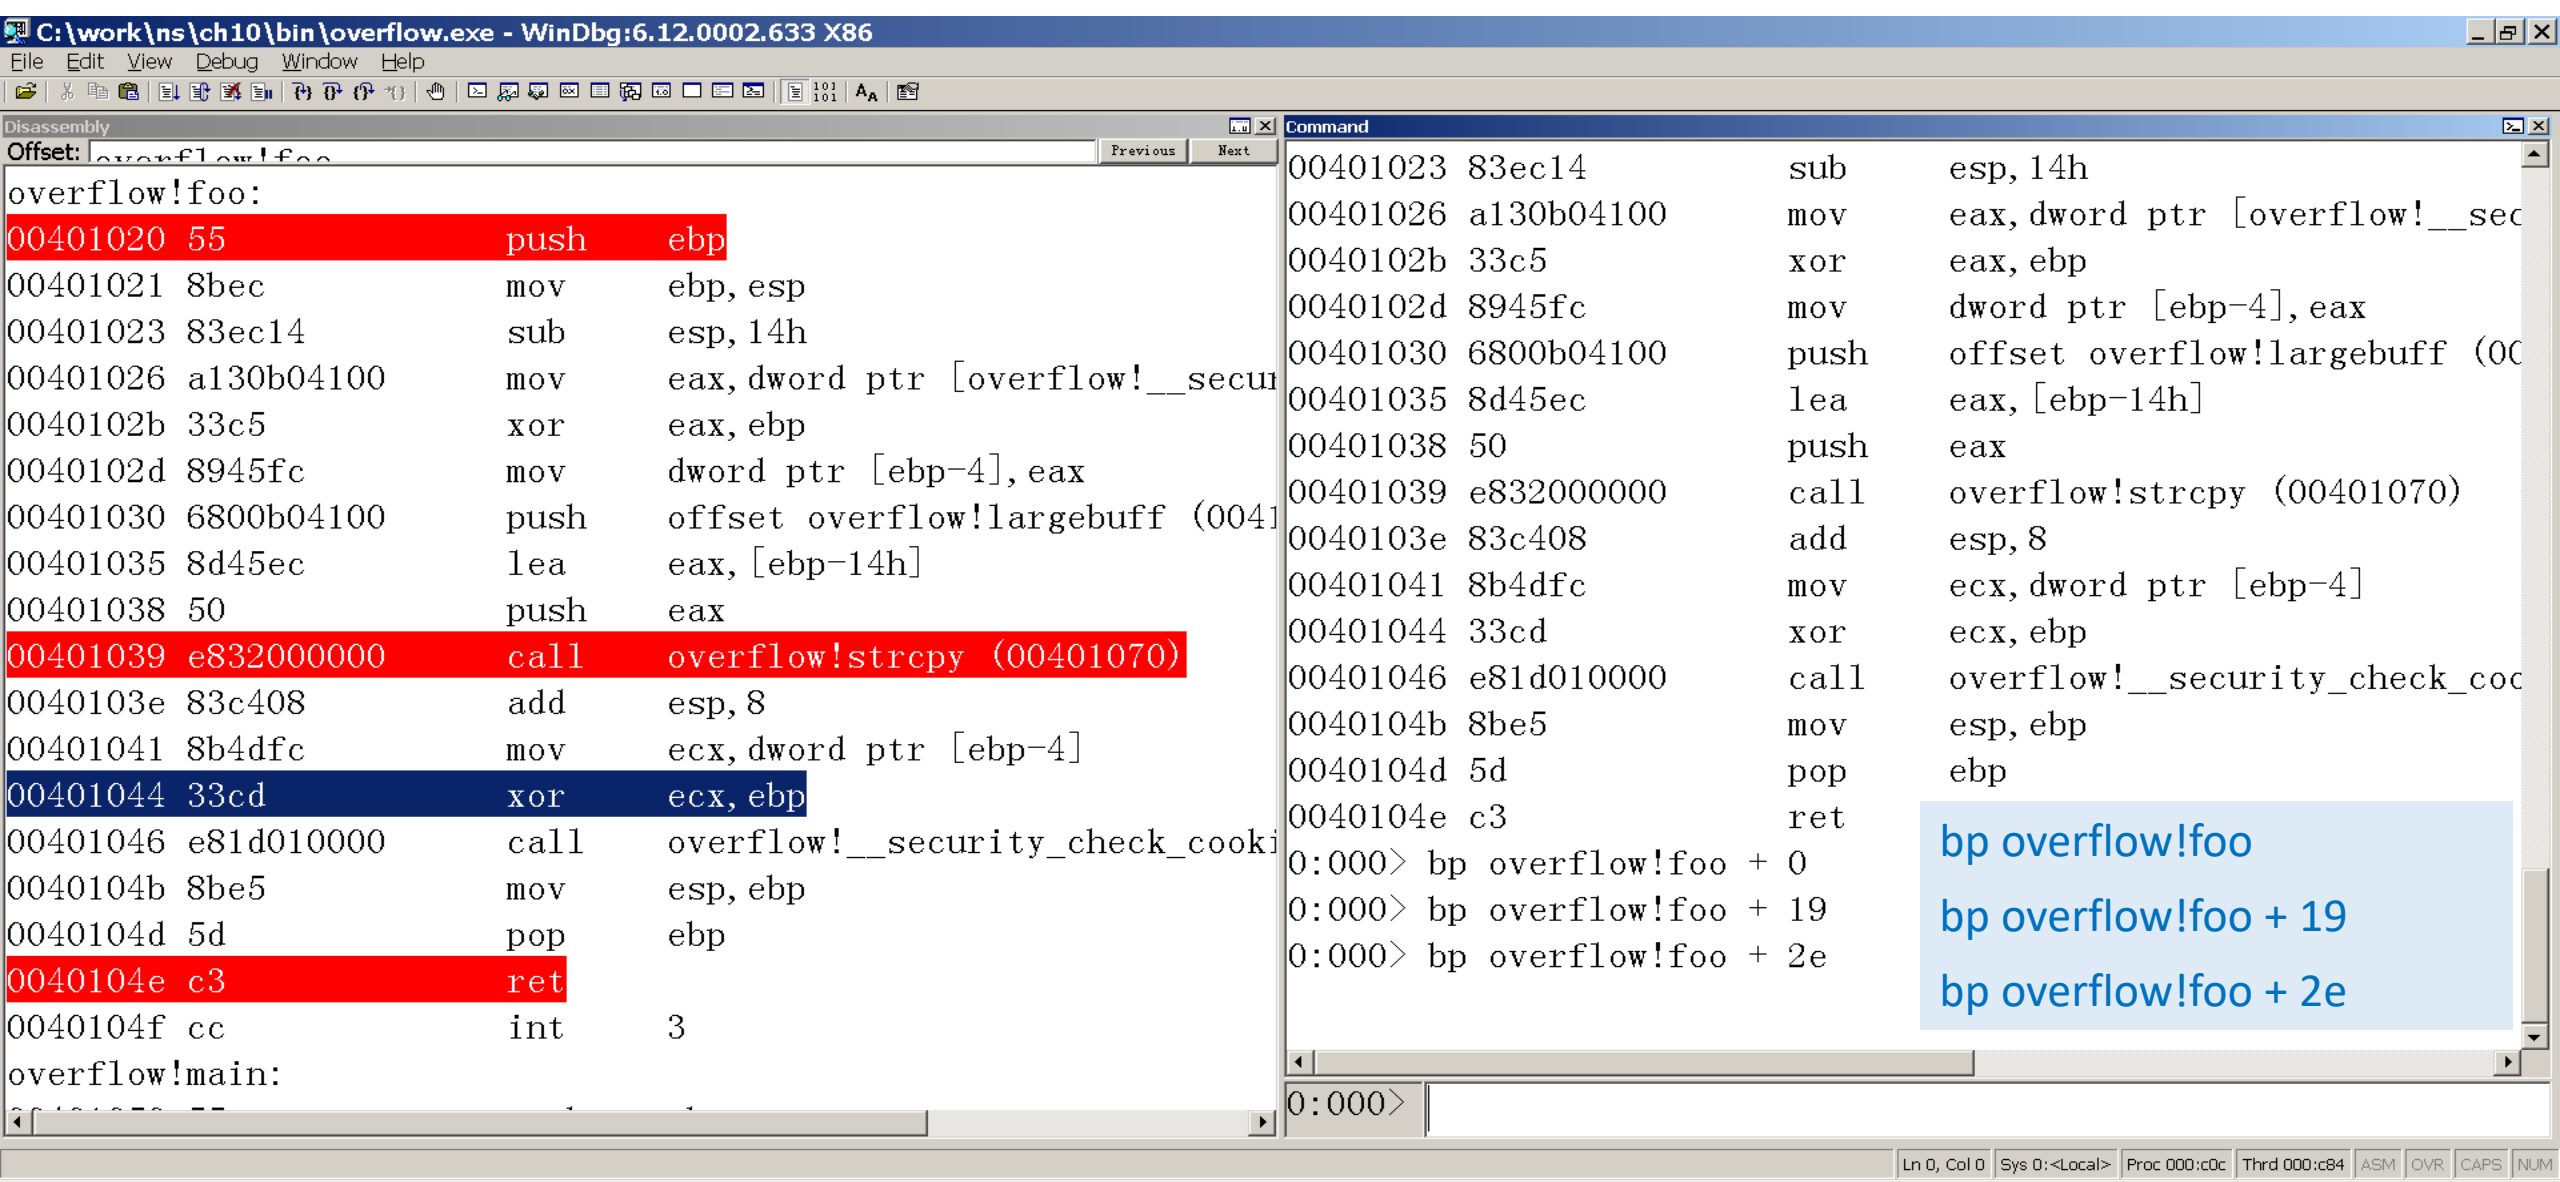 C:\work\ns\ch10\bin\overflow.exe - WinDbg:6.12.0002.633 X86
File Edit View Debug Window Help
Disassembly
Offset: overflow!foo Previous Next
overflow!foo:
00401020 55 push ebp
00401021 8bec mov ebp,esp
00401023 83ec14 sub esp,14h
00401026 a130b04100 mov eax,dword ptr [overflow!__secur
0040102b 33c5 xor eax,ebp
0040102d 8945fc mov dword ptr [ebp-4],eax
00401030 6800b04100 push offset overflow!largebuff (0041
00401035 8d45ec lea eax,[ebp-14h]
00401038 50 push eax
00401039 e832000000 call overflow!strcpy (00401070)
0040103e 83c408 add esp,8
00401041 8b4dfc mov ecx,dword ptr [ebp-4]
00401044 33cd xor ecx,ebp
00401046 e81d010000 call overflow!__security_check_cooki
0040104b 8be5 mov esp,ebp
0040104d 5d pop ebp
0040104e c3 ret
0040104f cc int 3
overflow!main:
Command
00401023 83ec14 sub esp,14h
00401026 a130b04100 mov eax,dword ptr [overflow!__sec
0040102b 33c5 xor eax,ebp
0040102d 8945fc mov dword ptr [ebp-4],eax
00401030 6800b04100 push offset overflow!largebuff (00
00401035 8d45ec lea eax,[ebp-14h]
00401038 50 push eax
00401039 e832000000 call overflow!strcpy (00401070)
0040103e 83c408 add esp,8
00401041 8b4dfc mov ecx,dword ptr [ebp-4]
00401044 33cd xor ecx,ebp
00401046 e81d010000 call overflow!__security_check_coo
0040104b 8be5 mov esp,ebp
0040104d 5d pop ebp
0040104e c3 ret
0:000> bp overflow!foo + 0
0:000> bp overflow!foo + 19
0:000> bp overflow!foo + 2e
bp overflow!foo
bp overflow!foo + 19
bp overflow!foo + 2e
0:000>
Ln 0, Col 0 Sys 0:<Local> Proc 000:c0c Thrd 000:c84 ASM OVR CAPS NUM